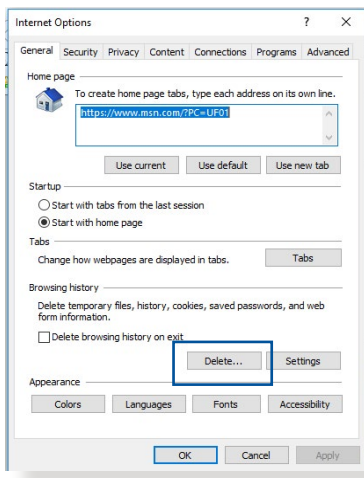 Internet Options ? ×
General Security Privacy Content Connections Programs Advanced
Home page
To create home page tabs, type each address on its own line.
https://www.msn.com/?PC=UF01
Use current Use default Use new tab
Startup
Start with tabs from the last session
Start with home page
Tabs
Change how webpages are displayed in tabs. Tabs
Browsing history
Delete temporary files, history, cookies, saved passwords, and web
form information.
Delete browsing history on exit
Delete... Settings
Appearance
Colors Languages Fonts Accessibility
OK Cancel Apply